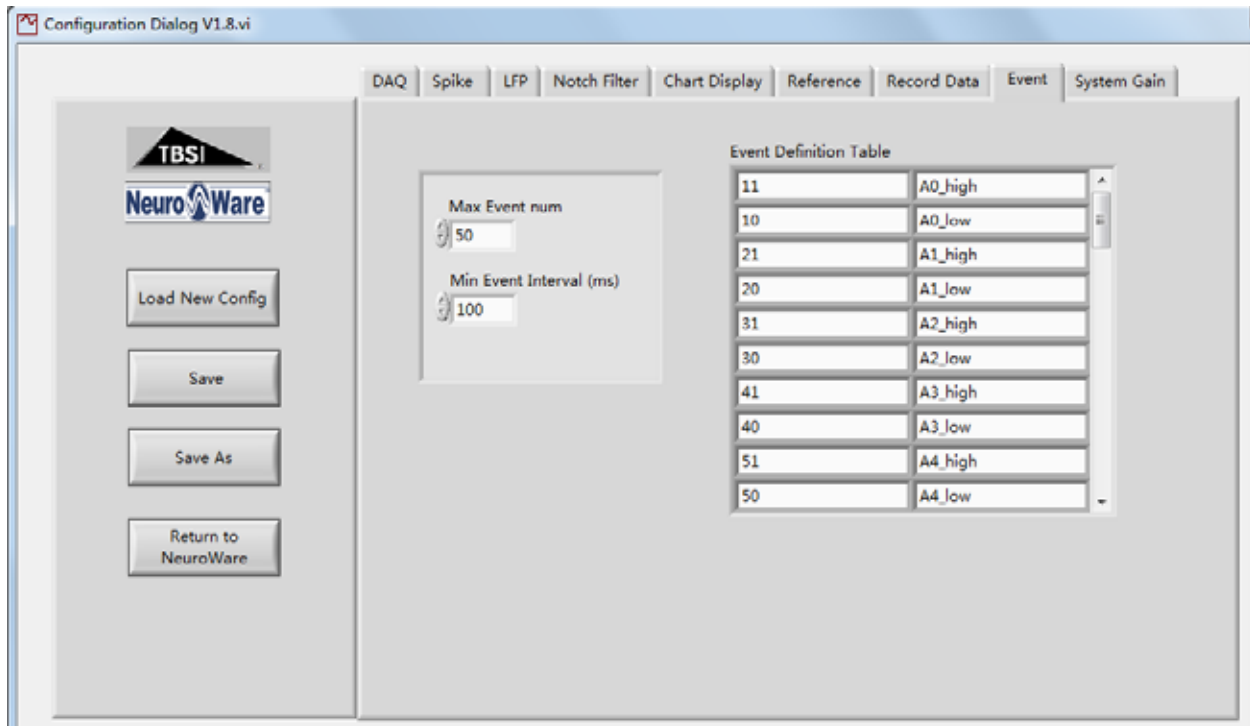 Configuration Dialog V1.8.vi
DAQ Spike LFP Notch Filter Chart Display Reference Record Data Event System Gain
TBSI
NeuroWare
Load New Config
Save
Save As
Return to
NeuroWare
Max Event num
50
Min Event Interval (ms)
100
Event Definition Table
11 A0_high
10 A0_low
21 A1_high
20 A1_low
31 A2_high
30 A2_low
41 A3_high
40 A3_low
51 A4_high
50 A4_low